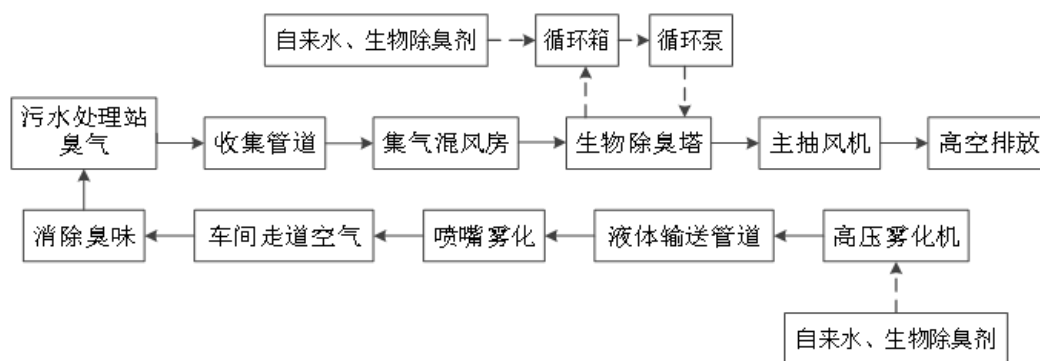 自来水、生物除臭剂
循环箱
循环泵
污水处理站
臭气
收集管道
集气混风房
生物除臭塔
主抽风机
高空排放
消除臭味
车间走道空气
喷嘴雾化
液体输送管道
高压雾化机
自来水、生物除臭剂